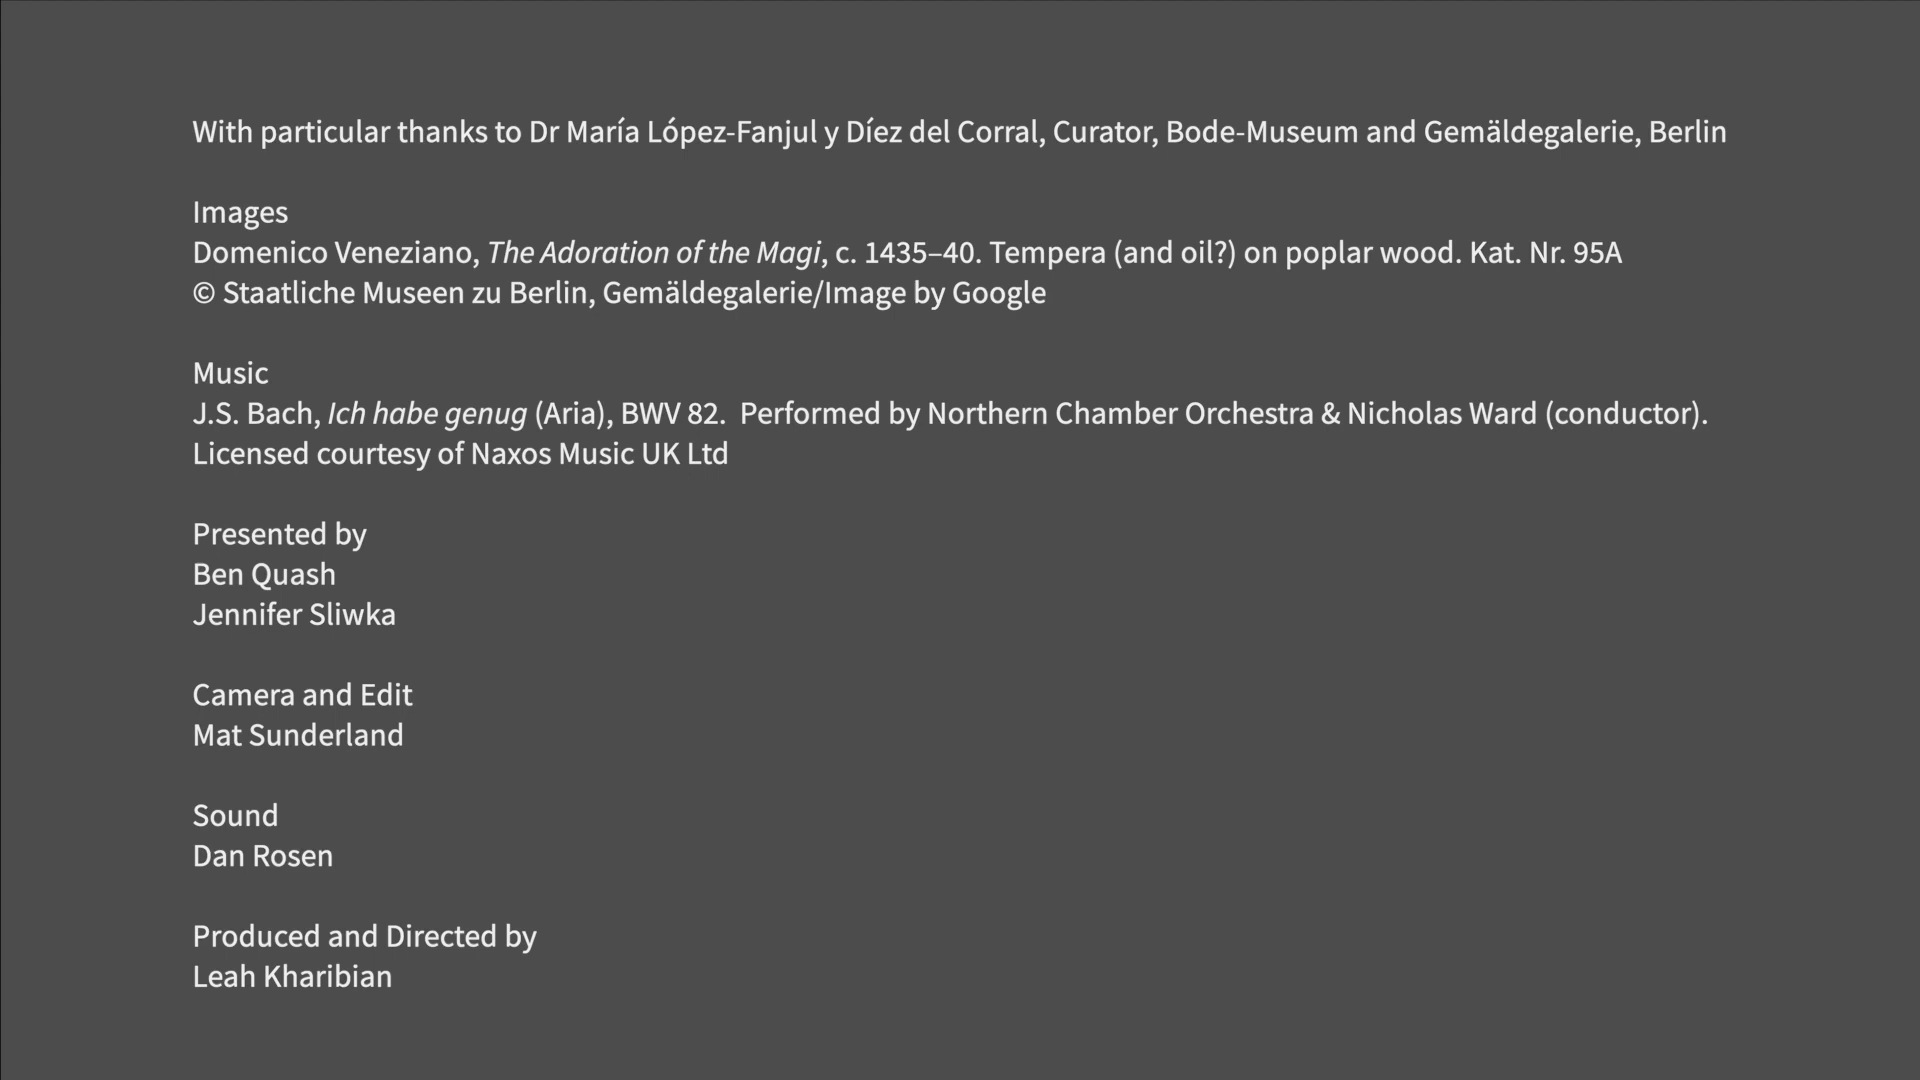 With particular thanks to Dr María López-Fanjul y Díez del Corral, Curator, Bode-Museum and Gemäldegalerie, Berlin
Images
Domenico Veneziano, The Adoration of the Magi, c. 1435–40. Tempera (and oil?) on poplar wood. Kat. Nr. 95A
© Staatliche Museen zu Berlin, Gemäldegalerie/Image by Google
Music
J.S. Bach, Ich habe genug (Aria), BWV 82.  Performed by Northern Chamber Orchestra & Nicholas Ward (conductor).
Licensed courtesy of Naxos Music UK Ltd
Presented by
Ben Quash
Jennifer Sliwka
Camera and Edit
Mat Sunderland
Sound
Dan Rosen
Produced and Directed by
Leah Kharibian